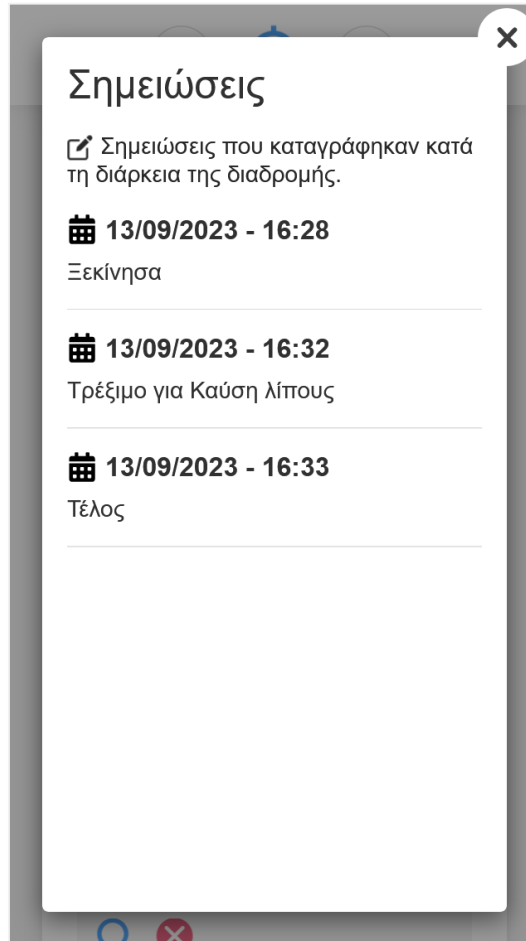 Σημειώσεις
Σημειώσεις που καταγράφηκαν κατά
τη διάρκεια της διαδρομής.
13/09/2023 - 16:28
Ξεκίνησα
13/09/2023 - 16:32
Τρέξιμο για Καύση λίπους
13/09/2023 - 16:33
Τέλος